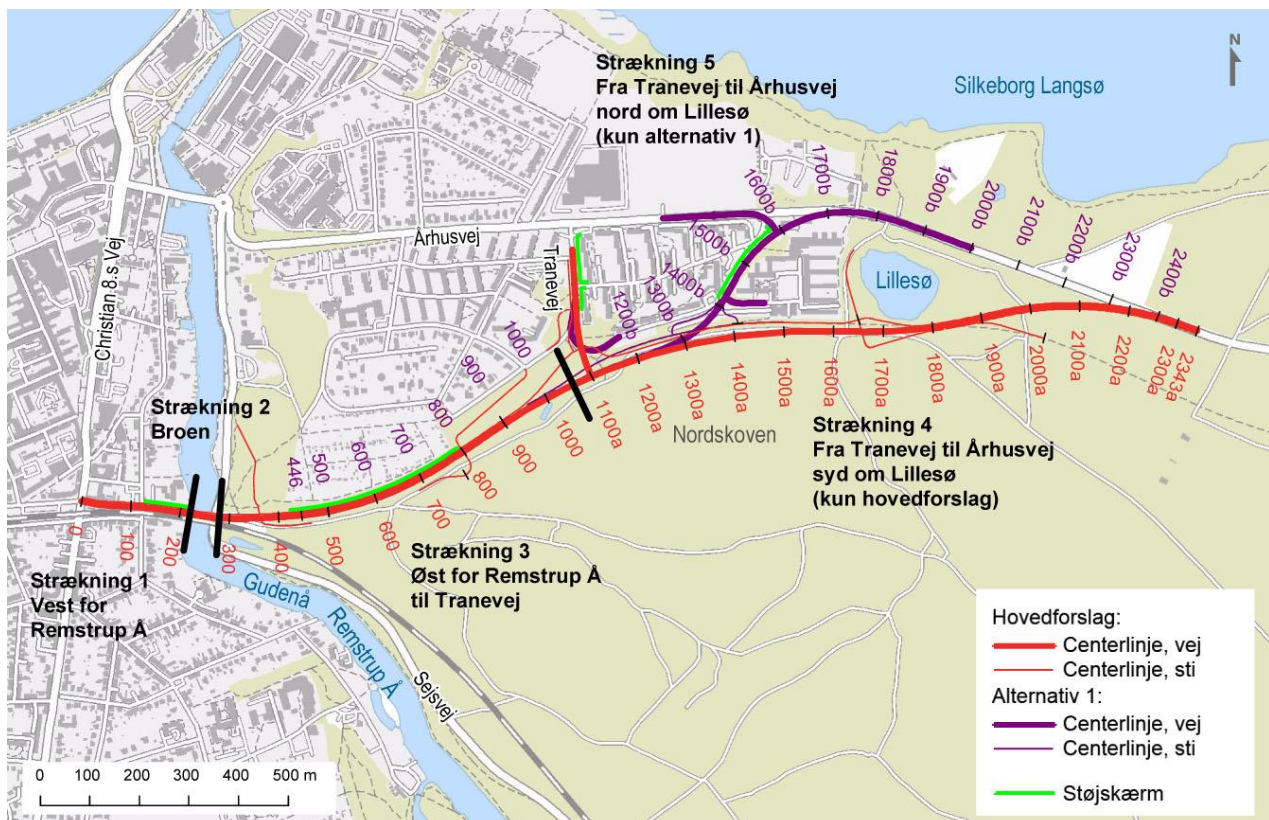 Strækning 5
Fra Tranevej til Århusvej
nord om Lillesø
(kun alternativ 1)
N
Silkeborg Langsø
Christian 8.s Vej
Århusvej
Tranevej
Lillesø
1700b
1800b
1900b
2000b
2100b
2200b
2300b
2400b
1600b
1500b
1400b
1300b
1200b
1000
900
800
700
600
500
446
Strækning 2
Broen
0
100
200
300
400
500
600
700
800
900
1000
1100a
1200a
1300a
1400a
1500a
1600a
1700a
1800a
1900a
2000a
2100a
2200a
2300a
2343a
Nordskoven
Strækning 4
Fra Tranevej til Århusvej
syd om Lillesø
(kun hovedforslag)
Strækning 3
Øst for Remstrup Å
til Tranevej
Strækning 1
Vest for
Remstrup Å
Gudenå
Remstrup Å
Sejsvej
Hovedforslag:
Centerlinje, vej
Centerlinje, sti
Alternativ 1:
Centerlinje, vej
Centerlinje, sti
Støjskærm
0 100 200 300 400 500 m